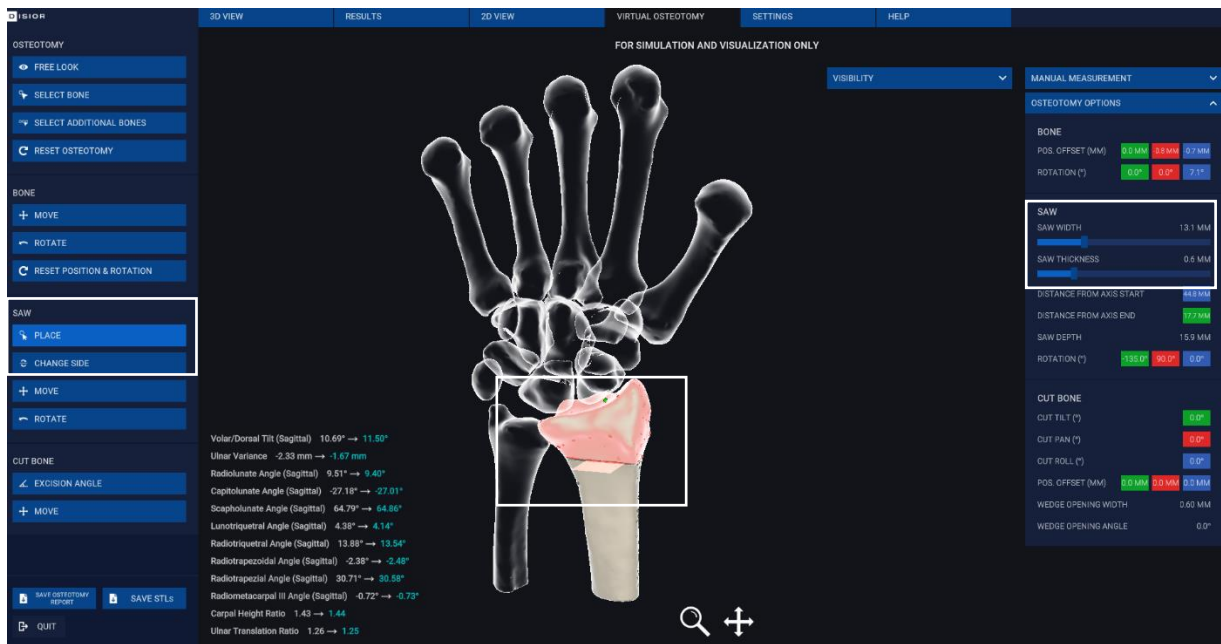 DISIOR
3D VIEW
RESULTS
2D VIEW
VIRTUAL OSTEOTOMY
SETTINGS
HELP
OSTEOTOMY
FREE LOOK
SELECT BONE
SELECT ADDITIONAL BONES
RESET OSTEOTOMY
BONE
MOVE
ROTATE
RESET POSITION & ROTATION
SAW
PLACE
CHANGE SIDE
MOVE
ROTATE
CUT BONE
EXCISION ANGLE
MOVE
SAVE OSTEOTOMY
REPORT
SAVE STLs
QUIT
FOR SIMULATION AND VISUALIZATION ONLY
VISIBILITY
Volar/Dorsal Tilt (Sagittal) 10.69° → 11.50°
Ulnar Variance -2.33 mm → -1.67 mm
Radiolunate Angle (Sagittal) 9.51° → 9.40°
Capitolunate Angle (Sagittal) -27.18° → -27.01°
Scapholunate Angle (Sagittal) 64.79° → 64.86°
Lunotriquetral Angle (Sagittal) 4.38° → 4.14°
Radiotriquetral Angle (Sagittal) 13.88° → 13.54°
Radiotrapezoidal Angle (Sagittal) -2.38° → -2.48°
Radiotrapezial Angle (Sagittal) 30.71° → 30.58°
Radiometacarpal III Angle (Sagittal) -0.72° → -0.73°
Carpal Height Ratio 1.43 → 1.44
Ulnar Translation Ratio 1.26 → 1.25
MANUAL MEASUREMENT
OSTEOTOMY OPTIONS
BONE
POS. OFFSET (MM) 0.0 MM -0.8 MM -0.7 MM
ROTATION (°) 0.0° 0.0° 7.1°
SAW
SAW WIDTH 13.1 MM
SAW THICKNESS 0.6 MM
DISTANCE FROM AXIS START 44.8 MM
DISTANCE FROM AXIS END 17.7 MM
SAW DEPTH 15.9 MM
ROTATION (°) -135.0° 90.0° 0.0°
CUT BONE
CUT TILT (°) 0.0°
CUT PAN (°) 0.0°
CUT ROLL (°) 0.0°
POS. OFFSET (MM) 0.0 MM 0.0 MM 0.0 MM
WEDGE OPENING WIDTH 0.60 MM
WEDGE OPENING ANGLE 0.0°